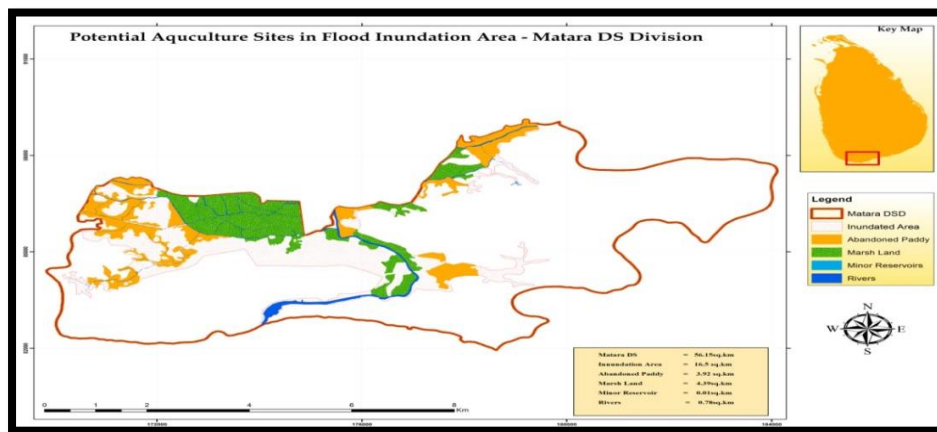 Potential Aquculture Sites in Flood Inundation Area - Matara DS Division
Key Map
Legend
Matara DSD
Inundated Area
Abandoned Paddy
Marsh Land
Minor Reservoirs
Rivers
N
W E
S
Matara DS = 56.15sq.km
Innundation Area = 16.5 sq.km
Abandoned Paddy = 3.92 sq.km
Marsh Land = 4.39sq.km
Minor Reservoir = 0.01sq.km
Rivers = 0.78sq.km
0 2 4 6 8
Km